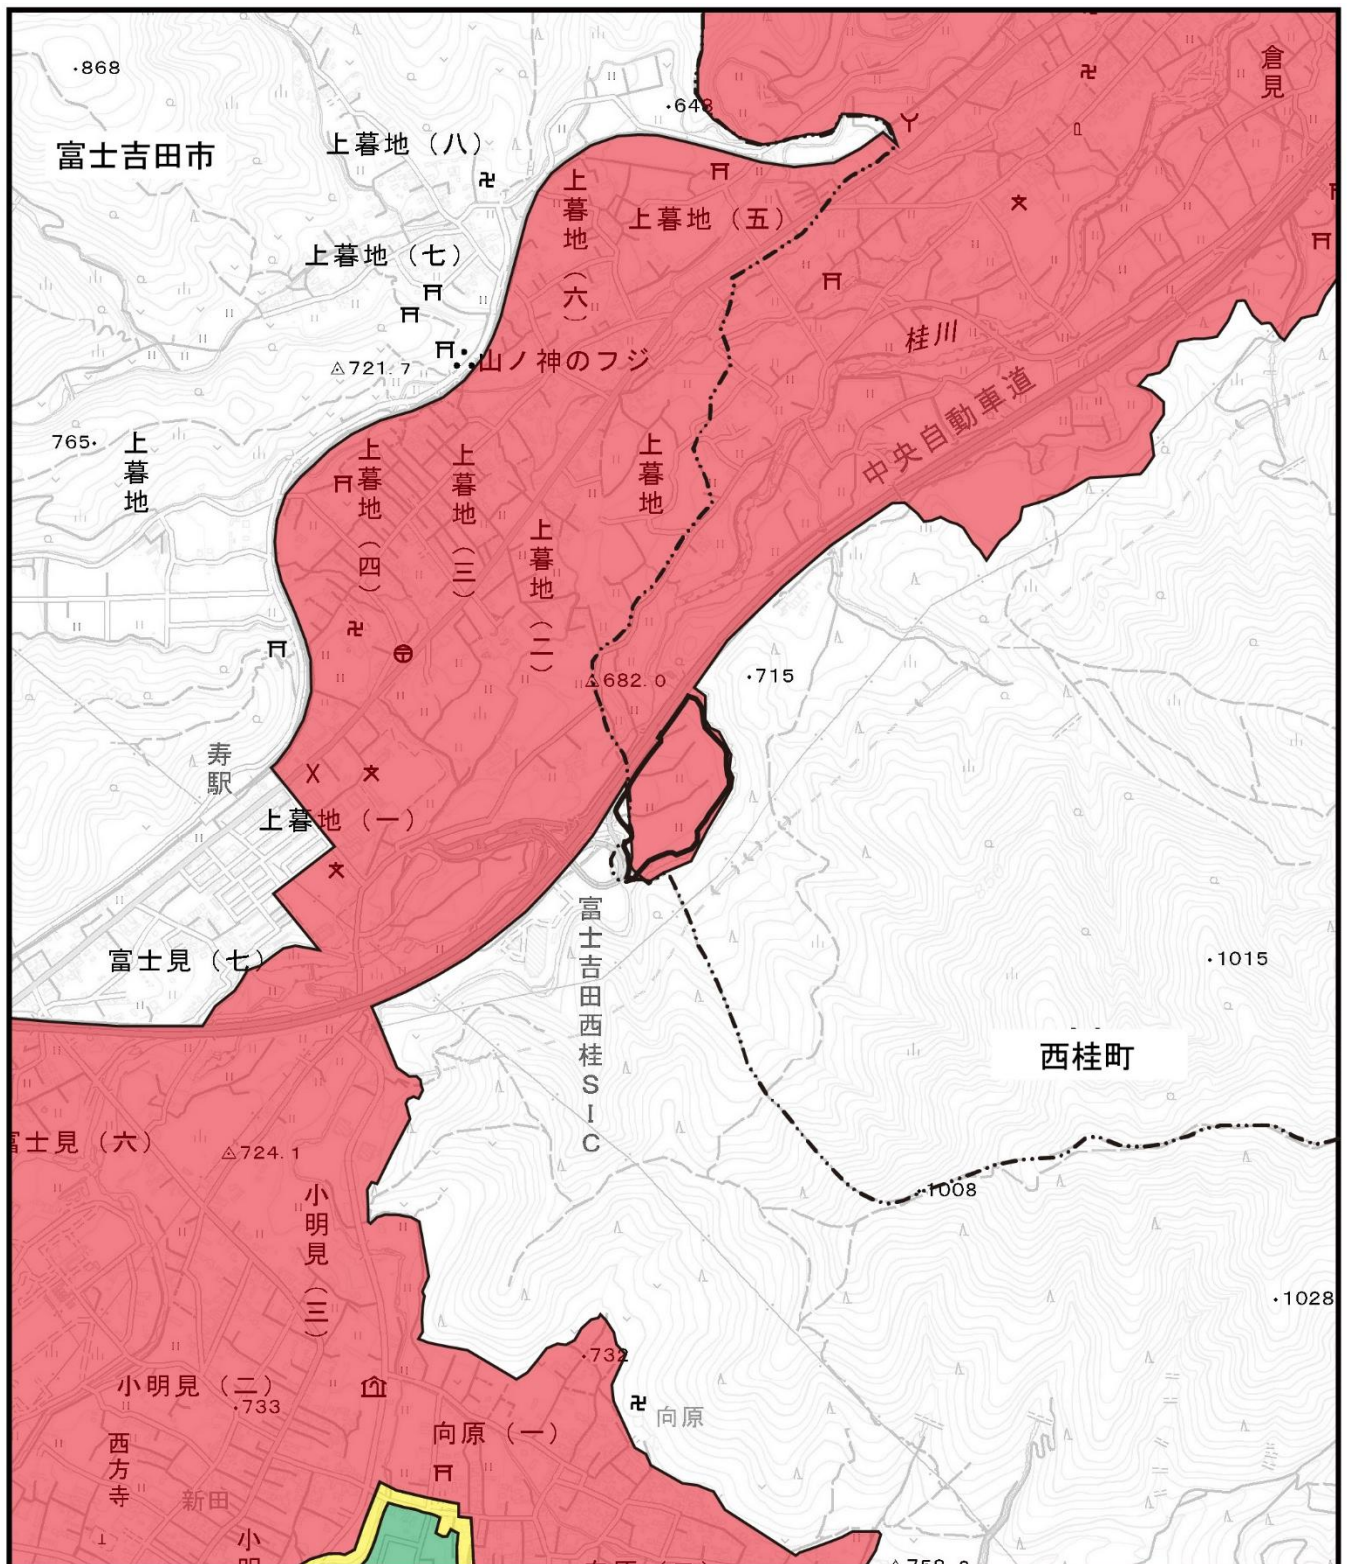 ・868
富士吉田市
上暮地（八）
・648
倉見
上暮地（六）
上暮地（五）
上暮地（七）
桂川
山ノ神のフジ
△721.7
中央自動車道
765・
上暮地
上暮地（四）
上暮地（三）
上暮地（二）
上暮地
△682.0
・715
寿駅
上暮地（一）
富士吉田西桂SIC
富士見（七）
・1015
西桂町
富士見（六）
△724.1
小明見（三）
・1008
・1028
・732
小明見（二）
・733
向原（一）
向原
西方寺
新田
小